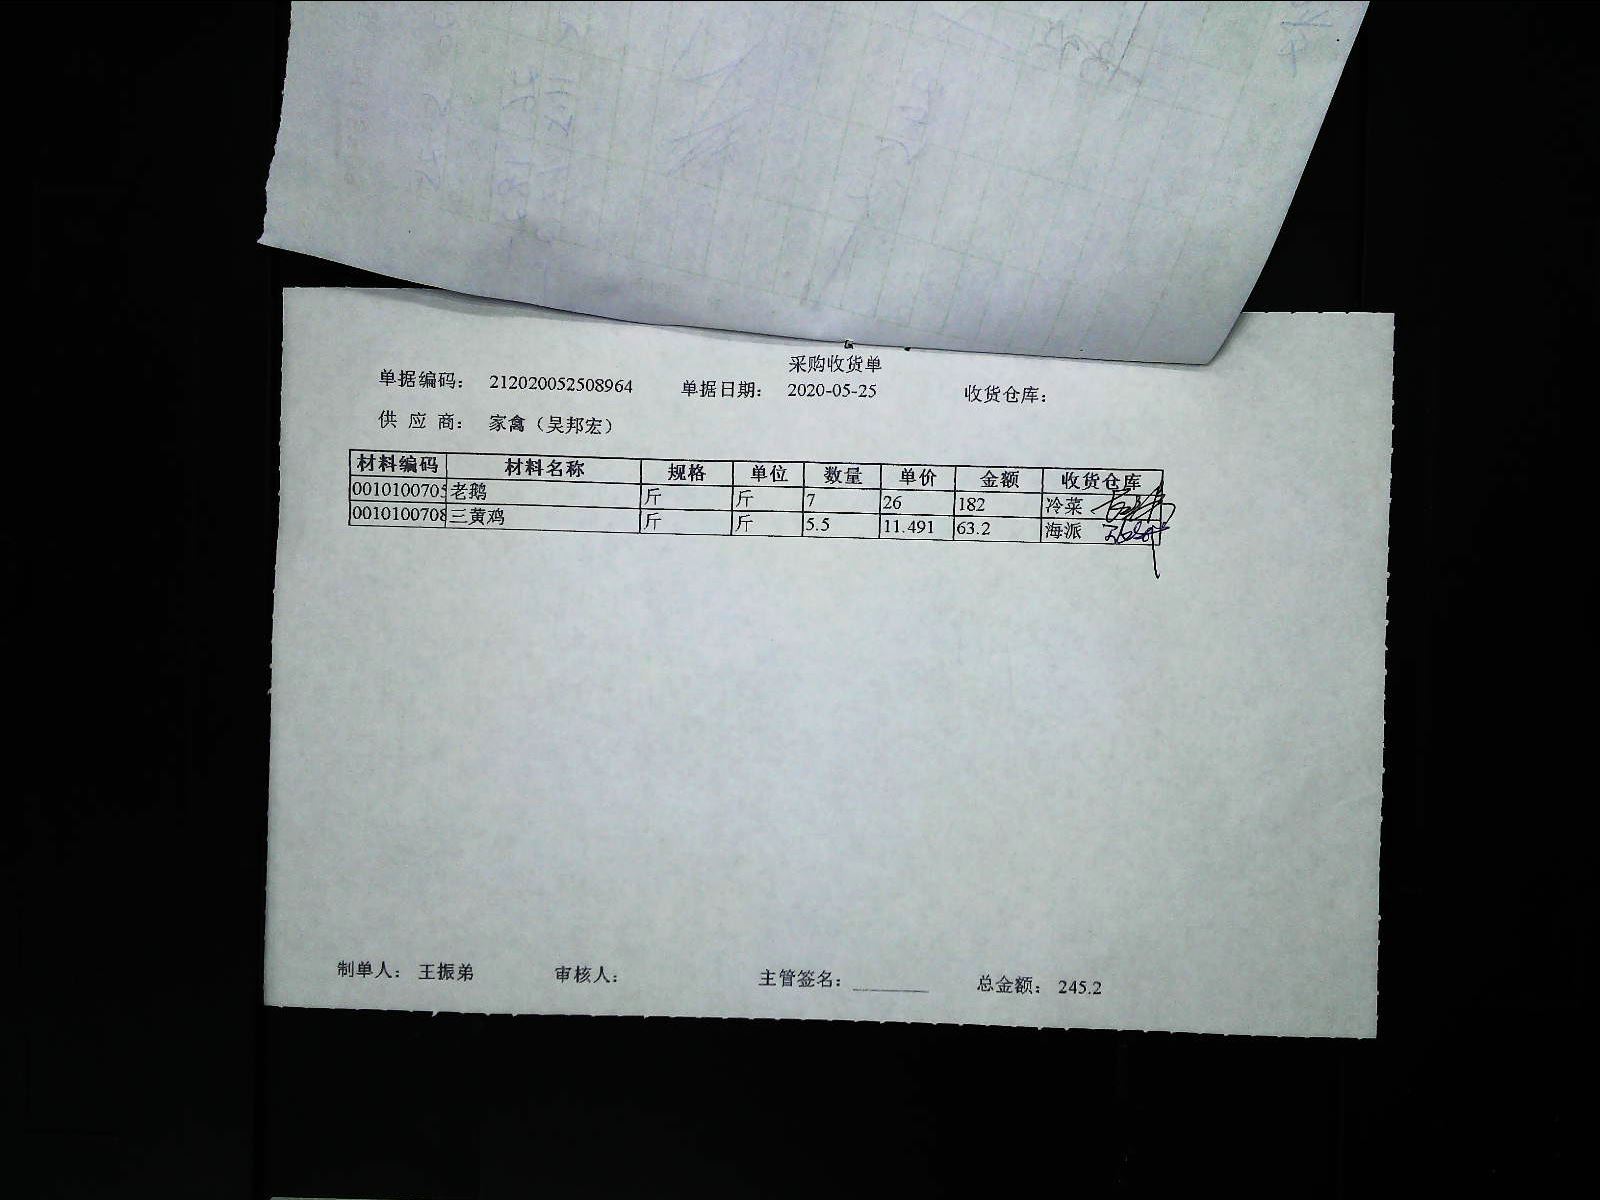 采购收货单
单据编码： 212020052508964 单据日期： 2020-05-25 收货仓库：
供 应 商： 家禽（吴邦宏）
材料编码 材料名称 规格 单位 数量 单价 金额 收货仓库
0010100705 老鹅 斤 斤 7 26 182 冷菜
0010100708 三黄鸡 斤 斤 5.5 11.491 63.2 海派
制单人： 王振弟 审核人： 主管签名： 总金额： 245.2